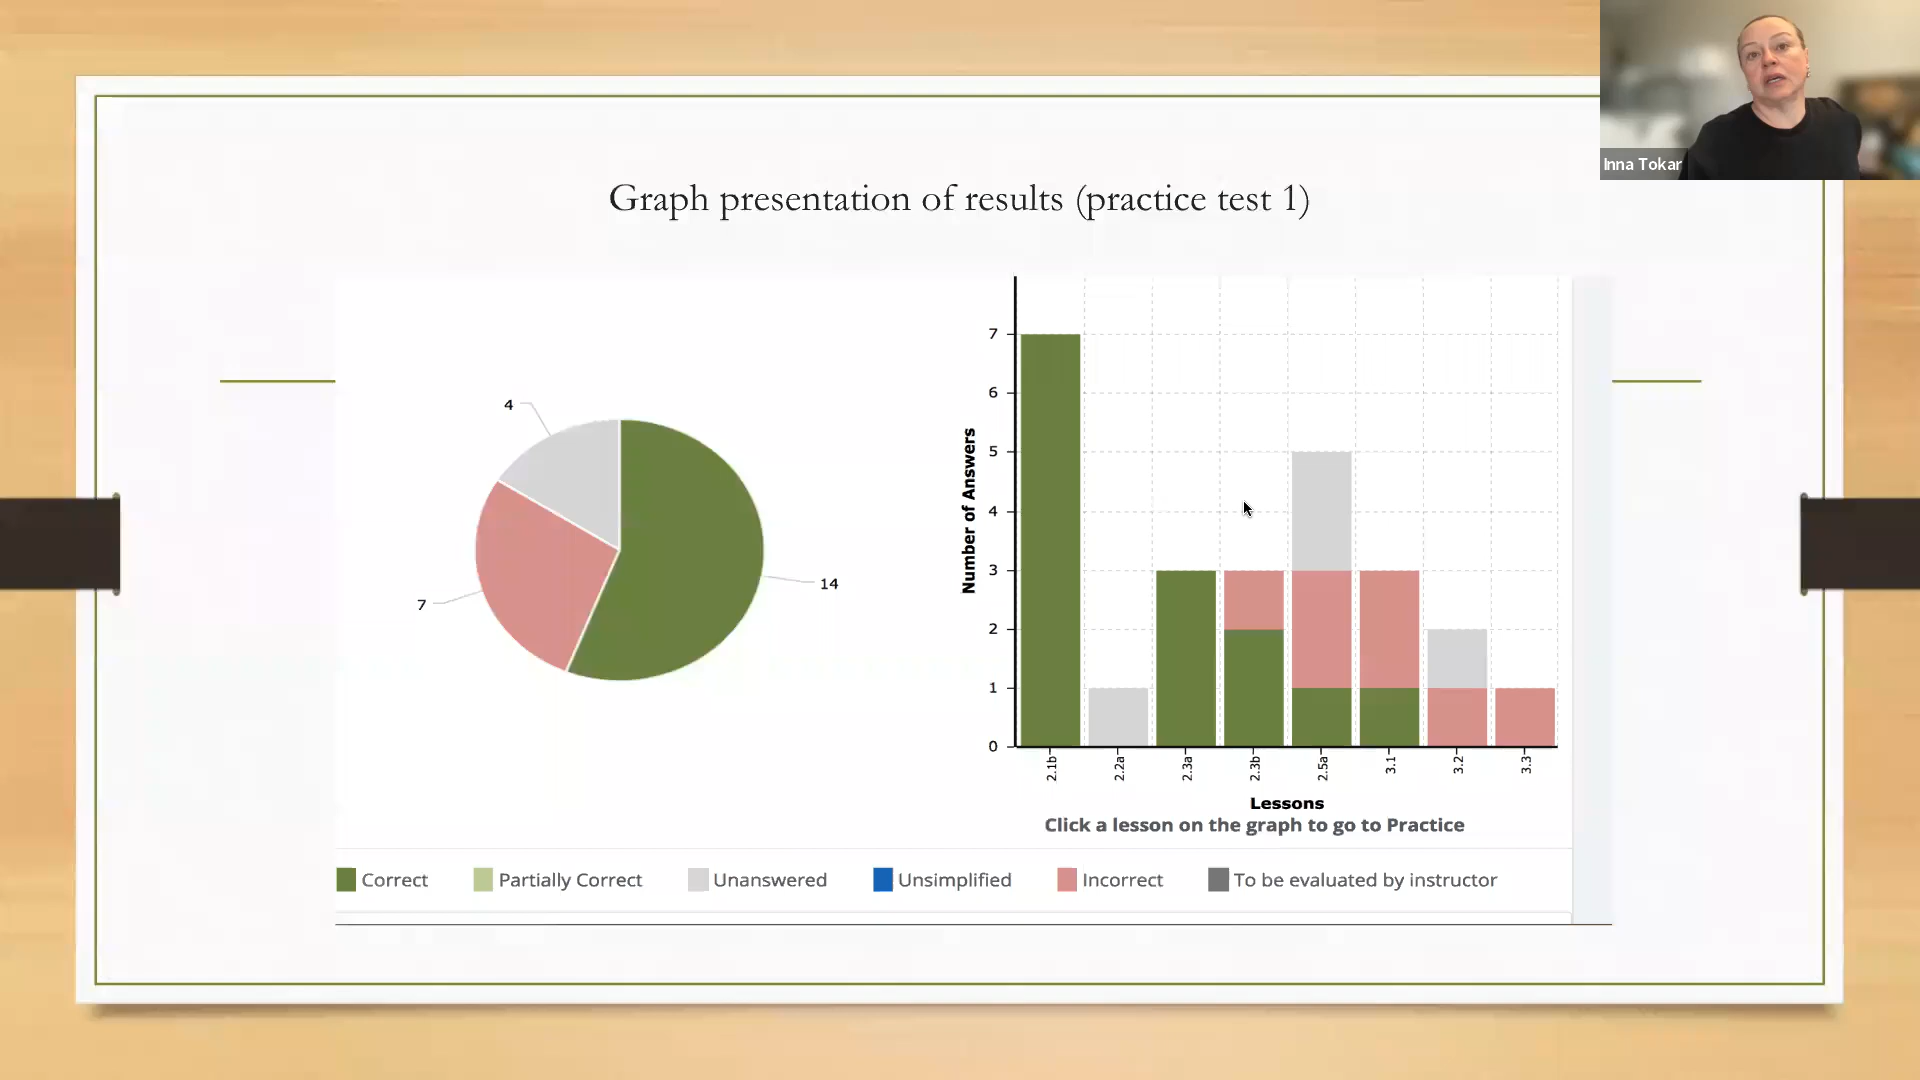 Inna Tokar
Graph presentation of results (practice test 1)
4
7
14
Number of Answers
7
6
5
4
3
2
1
0
2.1b
2.2a
2.3a
2.3b
2.5a
3.1
3.2
3.3
Lessons
Click a lesson on the graph to go to Practice
Correct
Partially Correct
Unanswered
Unsimplified
Incorrect
To be evaluated by instructor